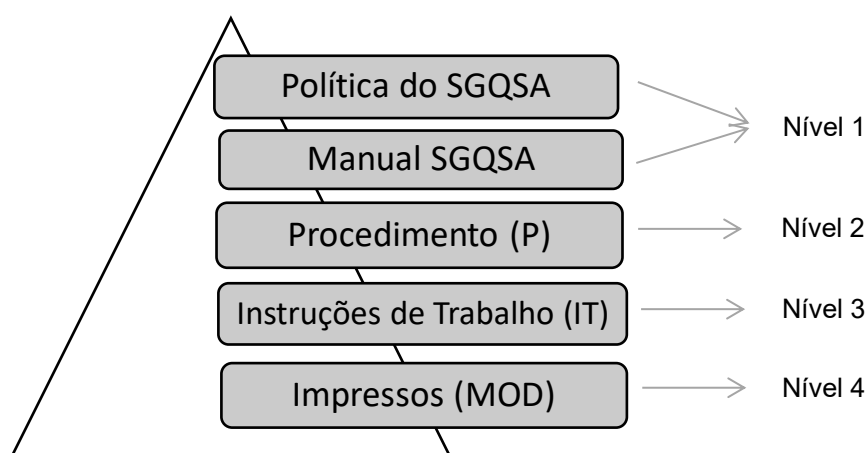 Política do SGQSA
Manual SGQSA
Nível 1
Procedimento (P)
Nível 2
Instruções de Trabalho (IT)
Nível 3
Impressos (MOD)
Nível 4